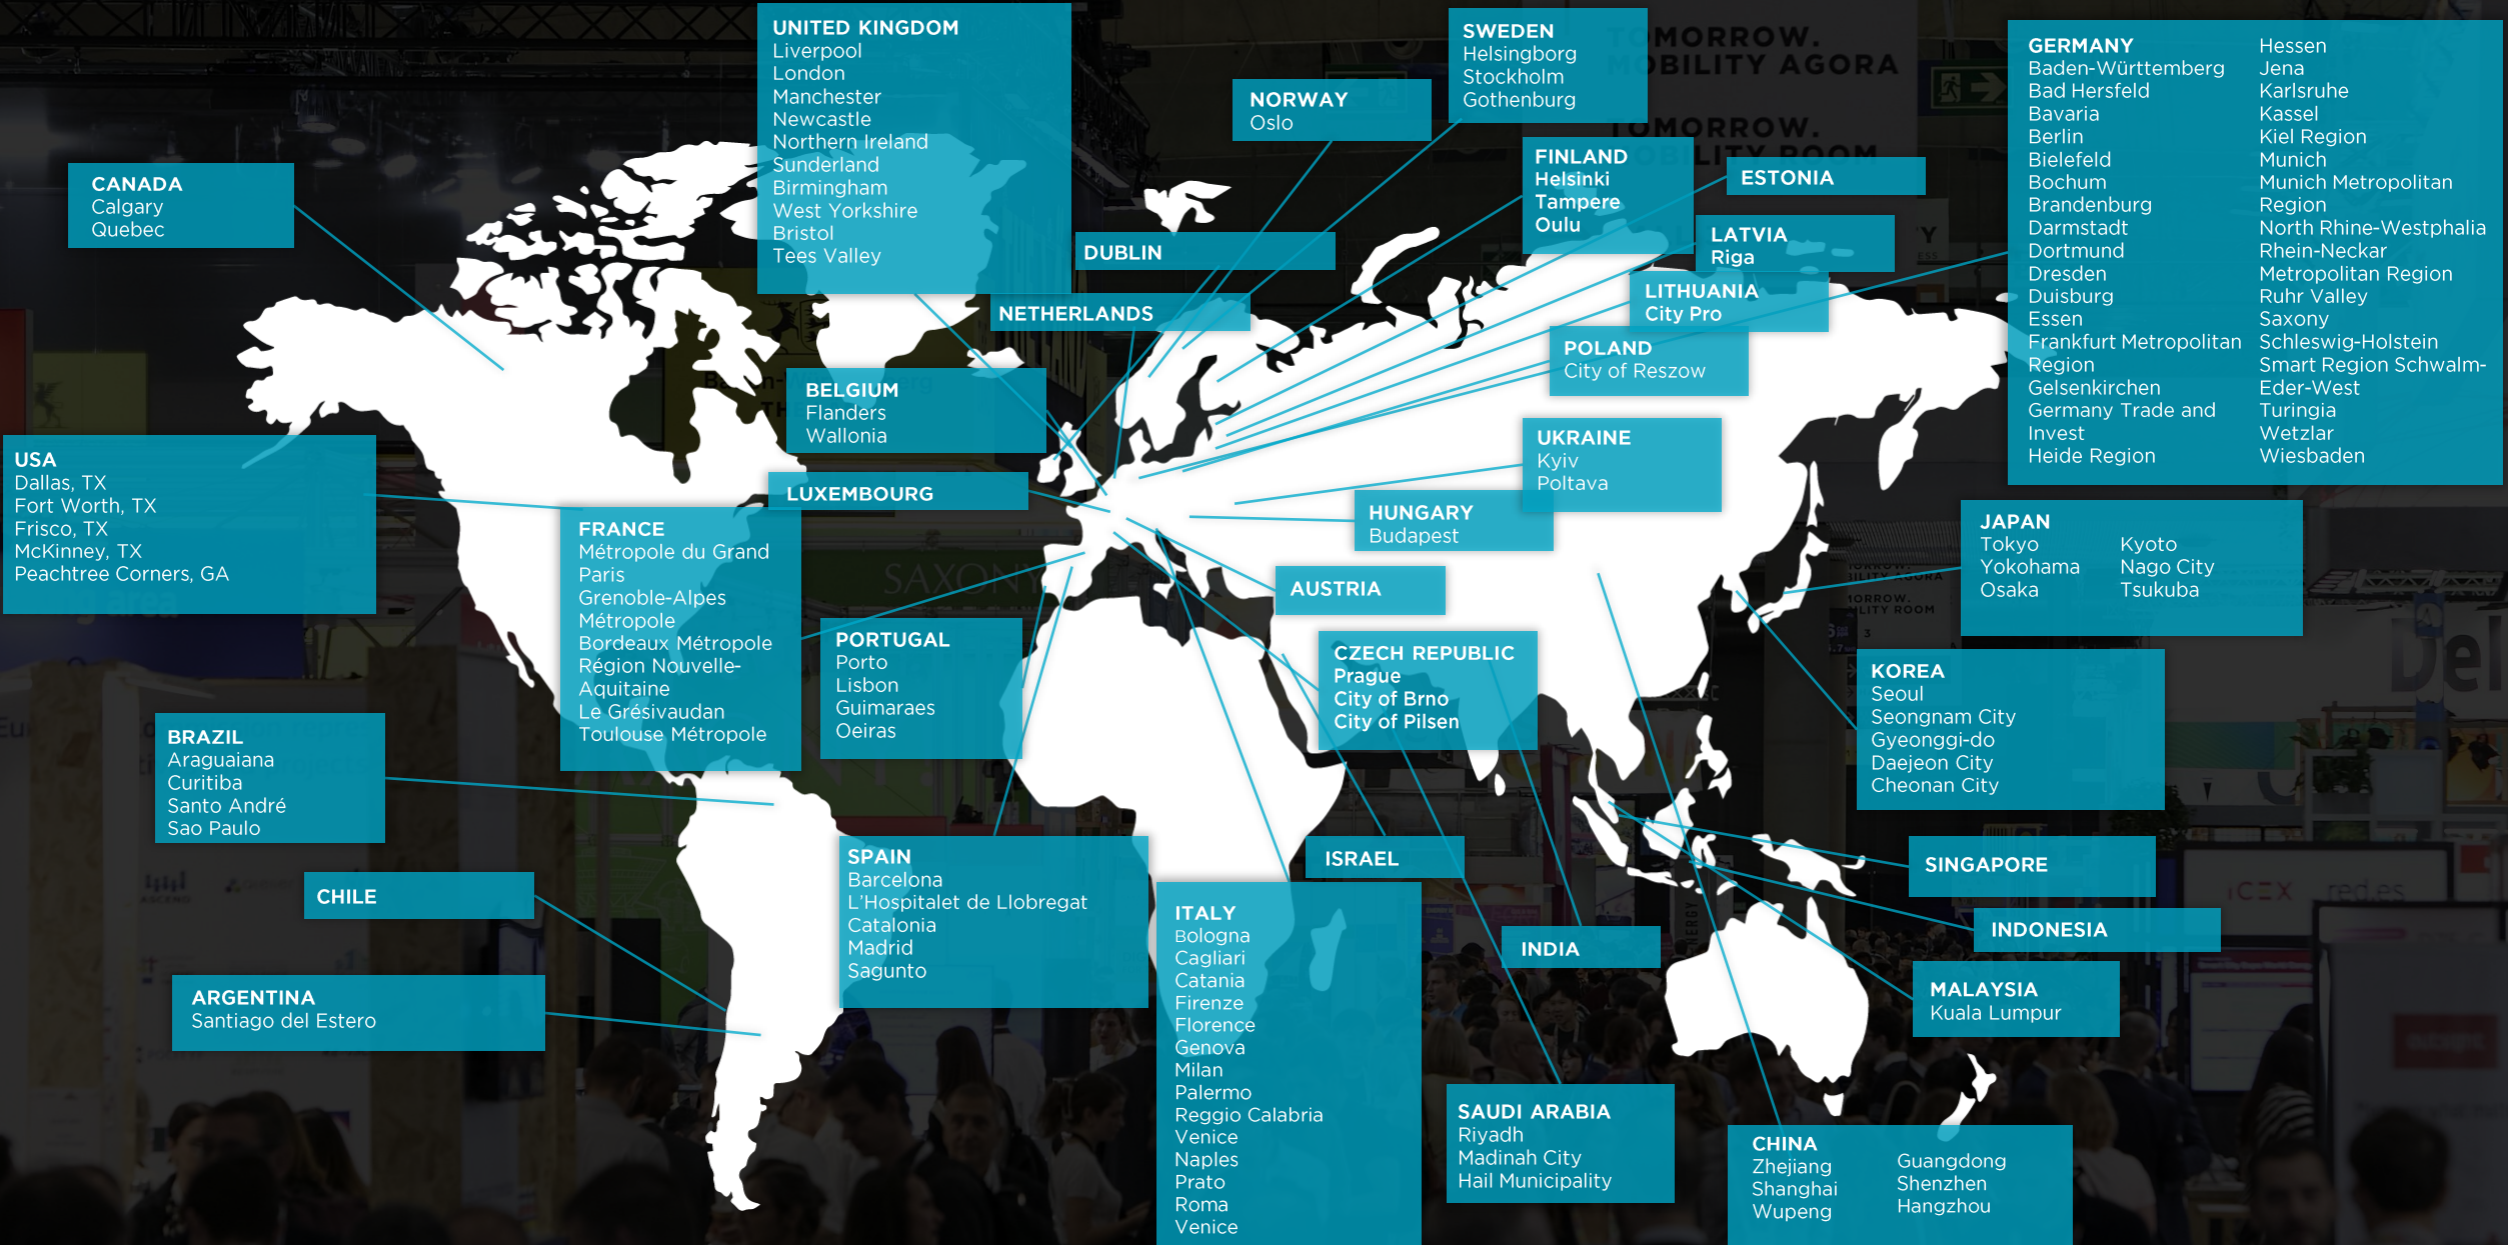 UNITED KINGDOM
Liverpool
London
Manchester
Newcastle
Northern Ireland
Sunderland
Birmingham
West Yorkshire
Bristol
Tees Valley
SWEDEN
Helsingborg
Stockholm
Gothenburg
TOMORROW.
MOBILITY AGORA
TOMORROW.
MOBILITY ROOM
GERMANY
Baden-Württemberg
Bad Hersfeld
Bavaria
Berlin
Bielefeld
Bochum
Brandenburg
Darmstadt
Dortmund
Dresden
Duisburg
Essen
Frankfurt Metropolitan
Region
Gelsenkirchen
Germany Trade and
Invest
Heide Region
Hessen
Jena
Karlsruhe
Kassel
Kiel Region
Munich
Munich Metropolitan
Region
North Rhine-Westphalia
Rhein-Neckar
Metropolitan Region
Ruhr Valley
Saxony
Schleswig-Holstein
Smart Region Schwalm-
Eder-West
Turingia
Wetzlar
Wiesbaden
NORWAY
Oslo
FINLAND
Helsinki
Tampere
Oulu
ESTONIA
CANADA
Calgary
Quebec
DUBLIN
LATVIA
Riga
NETHERLANDS
LITHUANIA
City Pro
POLAND
City of Reszow
BELGIUM
Flanders
Wallonia
UKRAINE
Kyiv
Poltava
USA
Dallas, TX
Fort Worth, TX
Frisco, TX
McKinney, TX
Peachtree Corners, GA
LUXEMBOURG
HUNGARY
Budapest
FRANCE
Métropole du Grand
Paris
Grenoble-Alpes
Métropole
Bordeaux Métropole
Région Nouvelle-
Aquitaine
Le Grésivaudan
Toulouse Métropole
SAXONY
JAPAN
Tokyo
Yokohama
Osaka
Kyoto
Nago City
Tsukuba
AUSTRIA
PORTUGAL
Porto
Lisbon
Guimaraes
Oeiras
CZECH REPUBLIC
Prague
City of Brno
City of Pilsen
KOREA
Seoul
Seongnam City
Gyeonggi-do
Daejeon City
Cheonan City
BRAZIL
Araguaiana
Curitiba
Santo André
Sao Paulo
SPAIN
Barcelona
L'Hospitalet de Llobregat
Catalonia
Madrid
Sagunto
ISRAEL
SINGAPORE
CHILE
ITALY
Bologna
Cagliari
Catania
Firenze
Florence
Genova
Milan
Palermo
Reggio Calabria
Venice
Naples
Prato
Roma
Venice
INDIA
INDONESIA
red.es
ARGENTINA
Santiago del Estero
MALAYSIA
Kuala Lumpur
SAUDI ARABIA
Riyadh
Madinah City
Hail Municipality
CHINA
Zhejiang
Shanghai
Wupeng
Guangdong
Shenzhen
Hangzhou